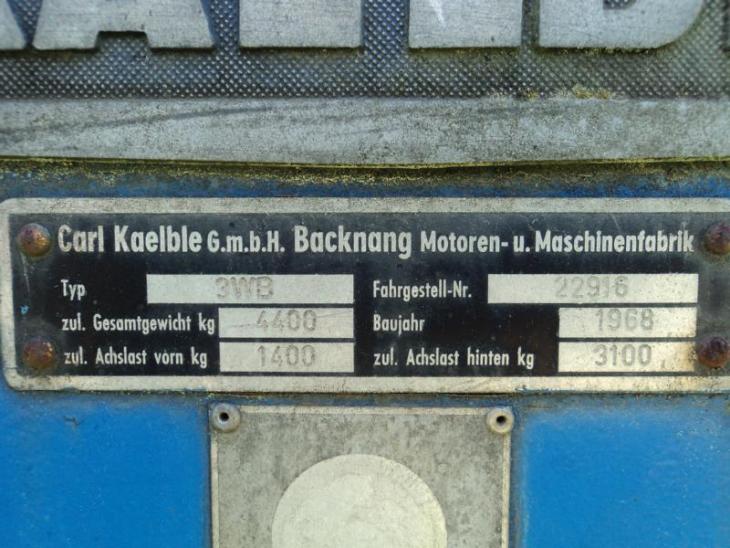 Carl Kaelble G.m.b.H. Backnang Motoren- u. Maschinenfabrik
Typ 3WB Fahrgestell-Nr. 22916
zul. Gesamtgewicht kg 4400 Baujahr 1968
zul. Achslast vorn kg 1400 zul. Achslast hinten kg 3100